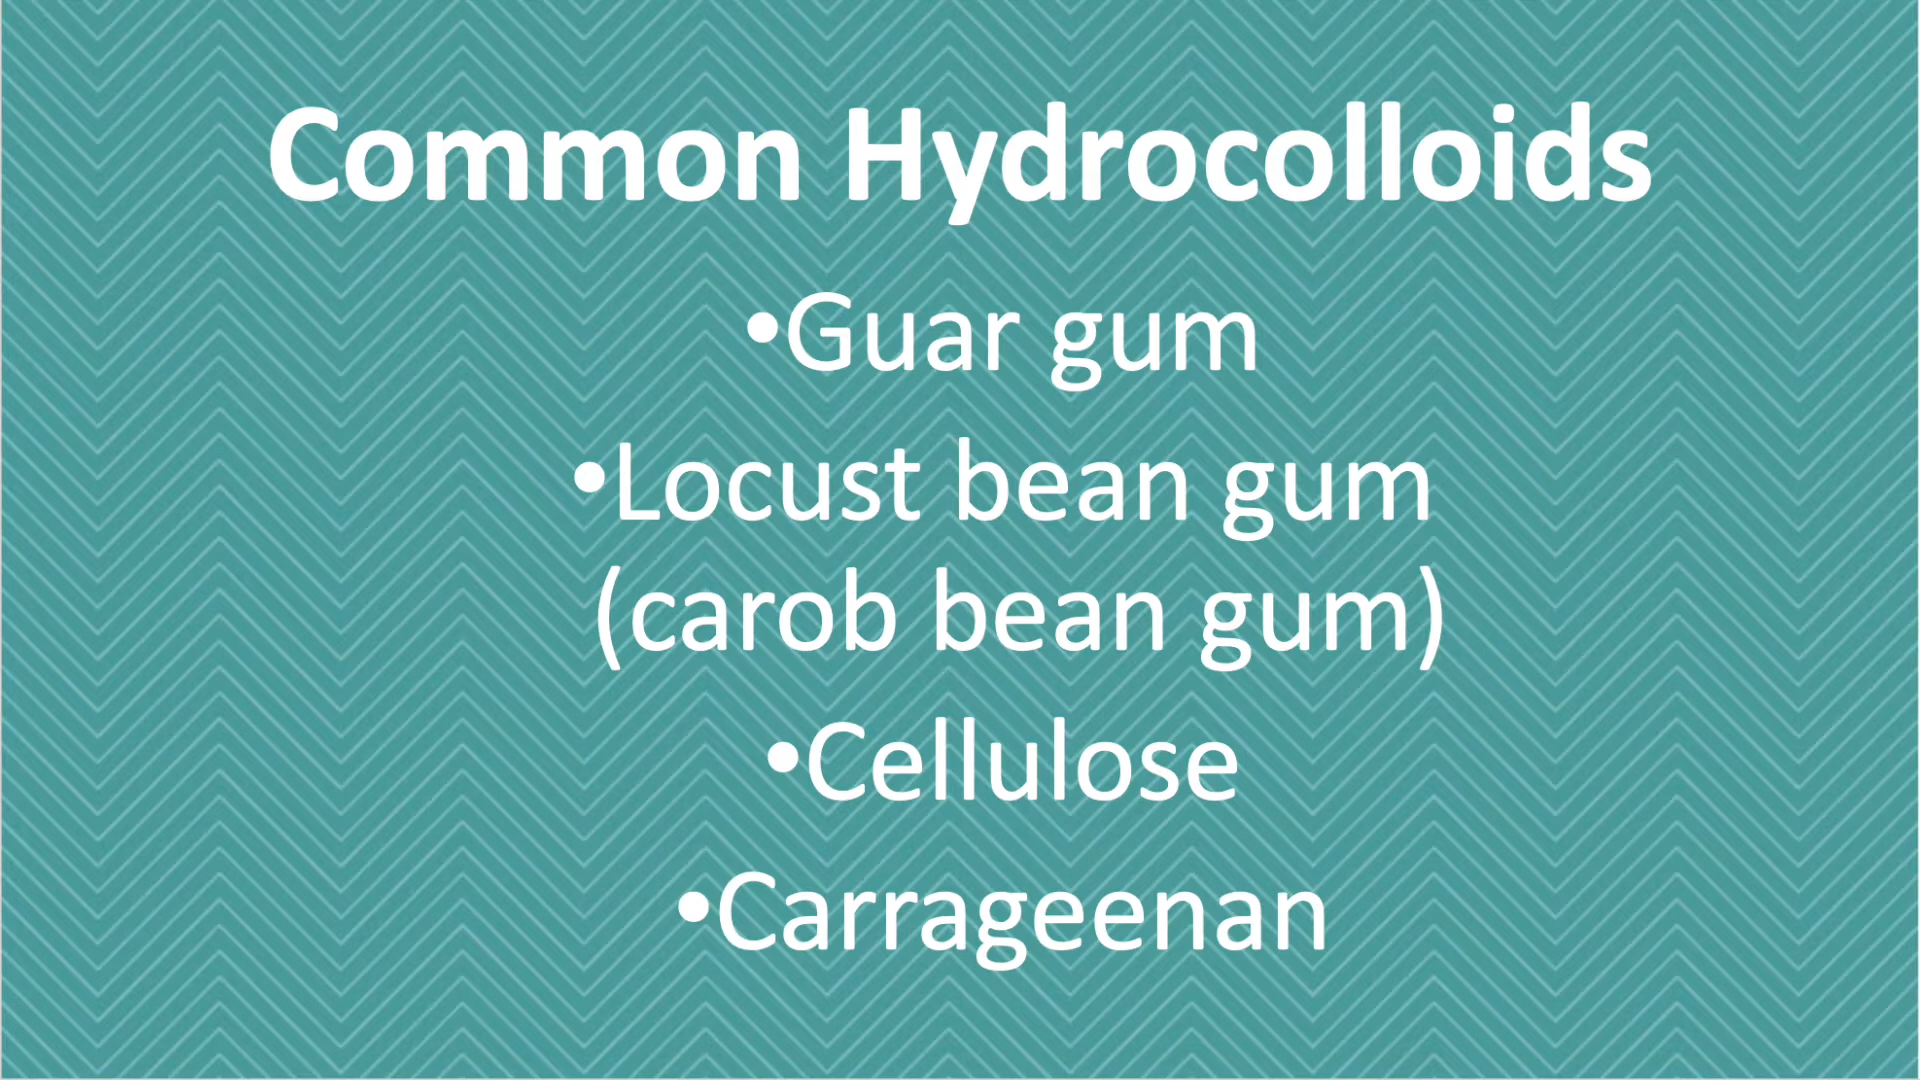 Common Hydrocolloids
•Guar gum
•Locust bean gum
(carob bean gum)
•Cellulose
•Carrageenan